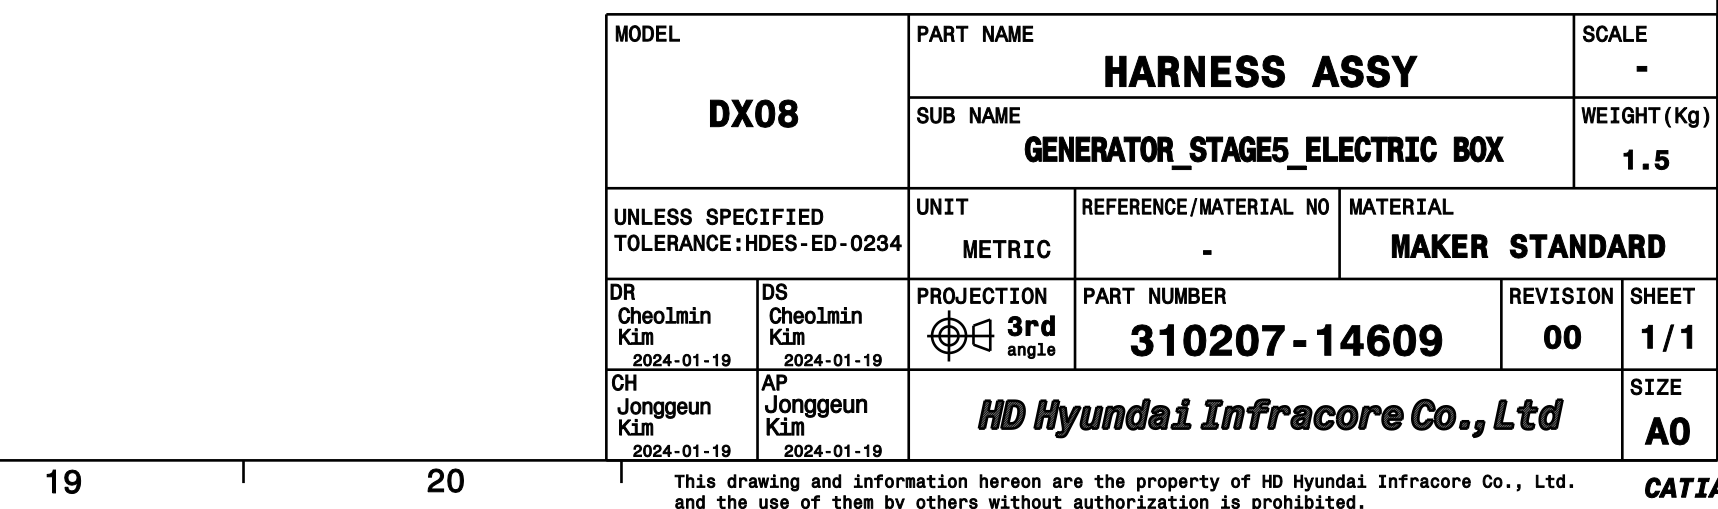 MODEL
DX08
PART NAME
HARNESS ASSY
SCALE
-
SUB NAME
GENERATOR_STAGE5_ELECTRIC BOX
WEIGHT(Kg)
1.5
UNLESS SPECIFIED
TOLERANCE:HDES-ED-0234
UNIT
METRIC
REFERENCE/MATERIAL NO
-
MATERIAL
MAKER STANDARD
DR
Cheolmin
Kim
2024-01-19
DS
Cheolmin
Kim
2024-01-19
PROJECTION
3rd
angle
PART NUMBER
310207-14609
REVISION
00
SHEET
1/1
CH
Jonggeun
Kim
2024-01-19
AP
Jonggeun
Kim
2024-01-19
HD Hyundai Infracore Co., Ltd
SIZE
A0
19
20
This drawing and information hereon are the property of HD Hyundai Infracore Co., Ltd.
and the use of them by others without authorization is prohibited.